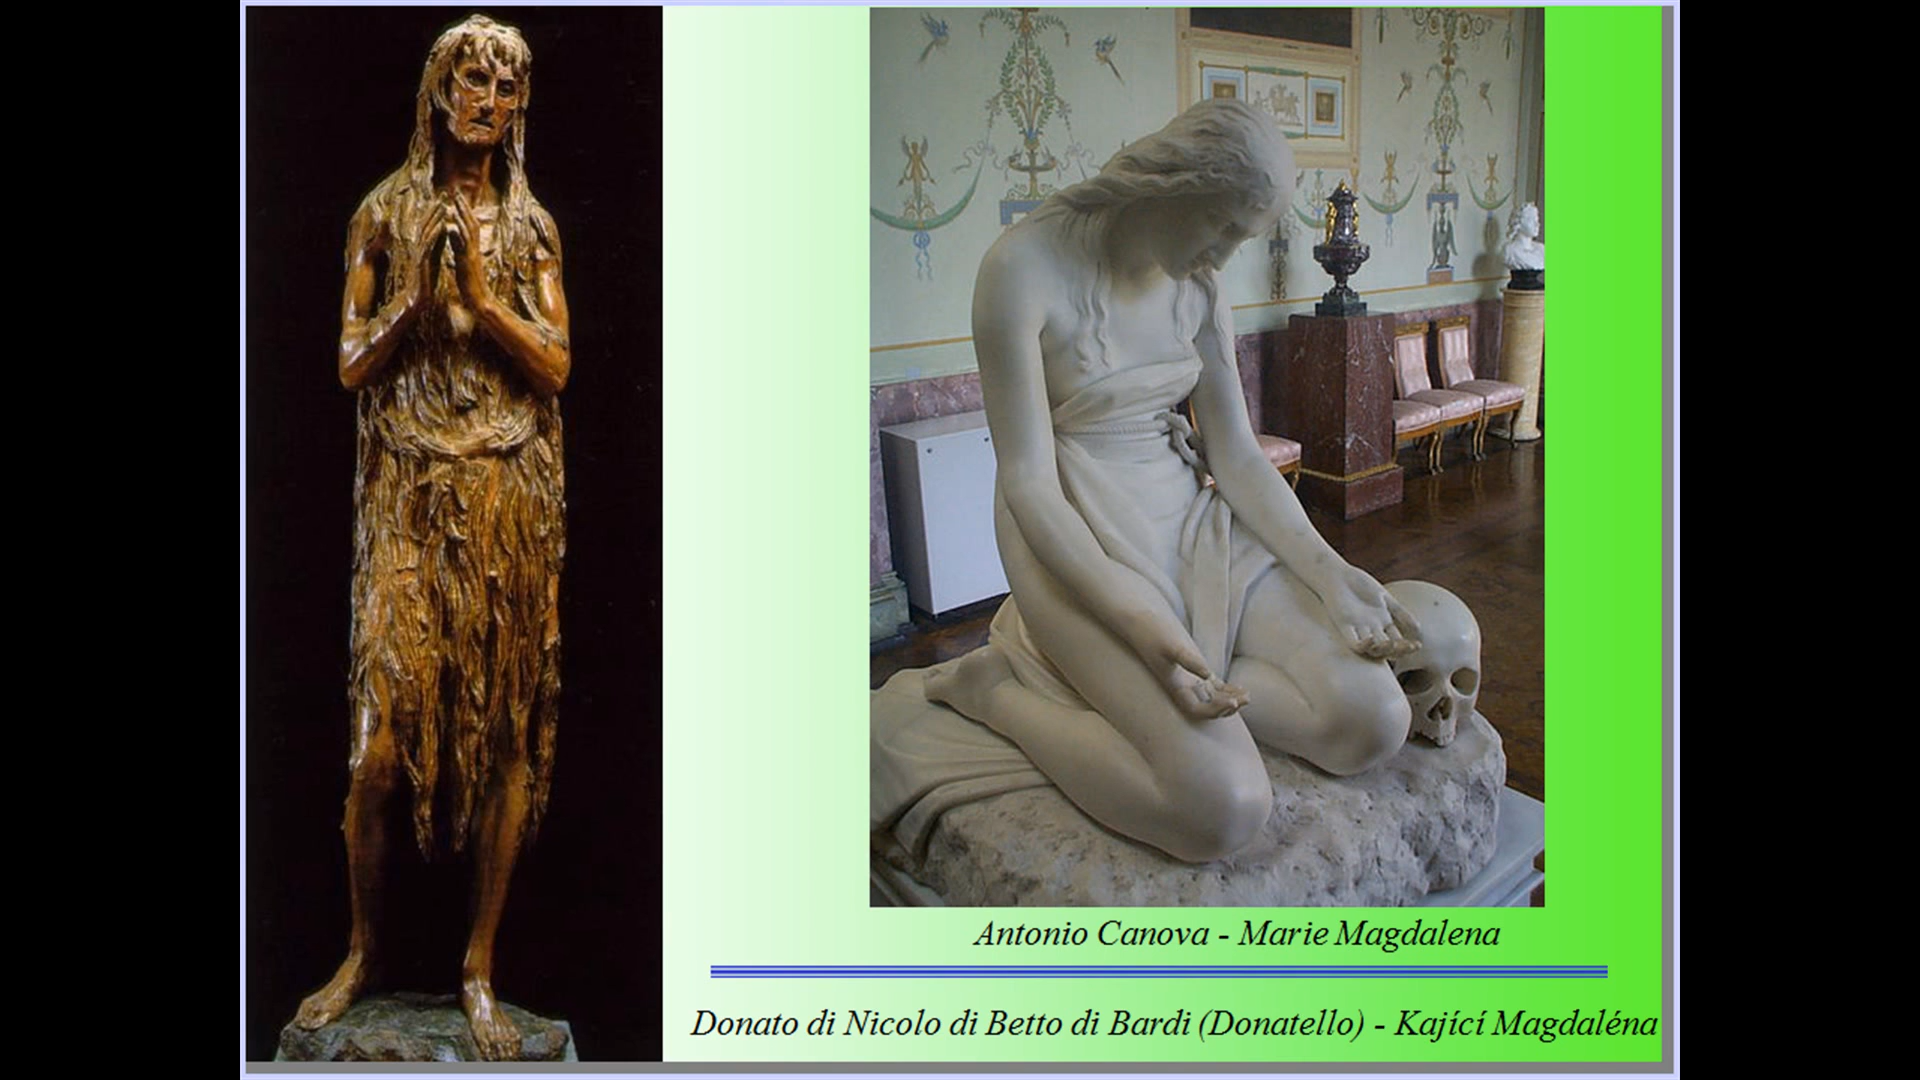 Antonio Canova - Marie Magdalena
Donato di Nicolo di Betto di Bardi (Donatello) - Kající Magdaléna